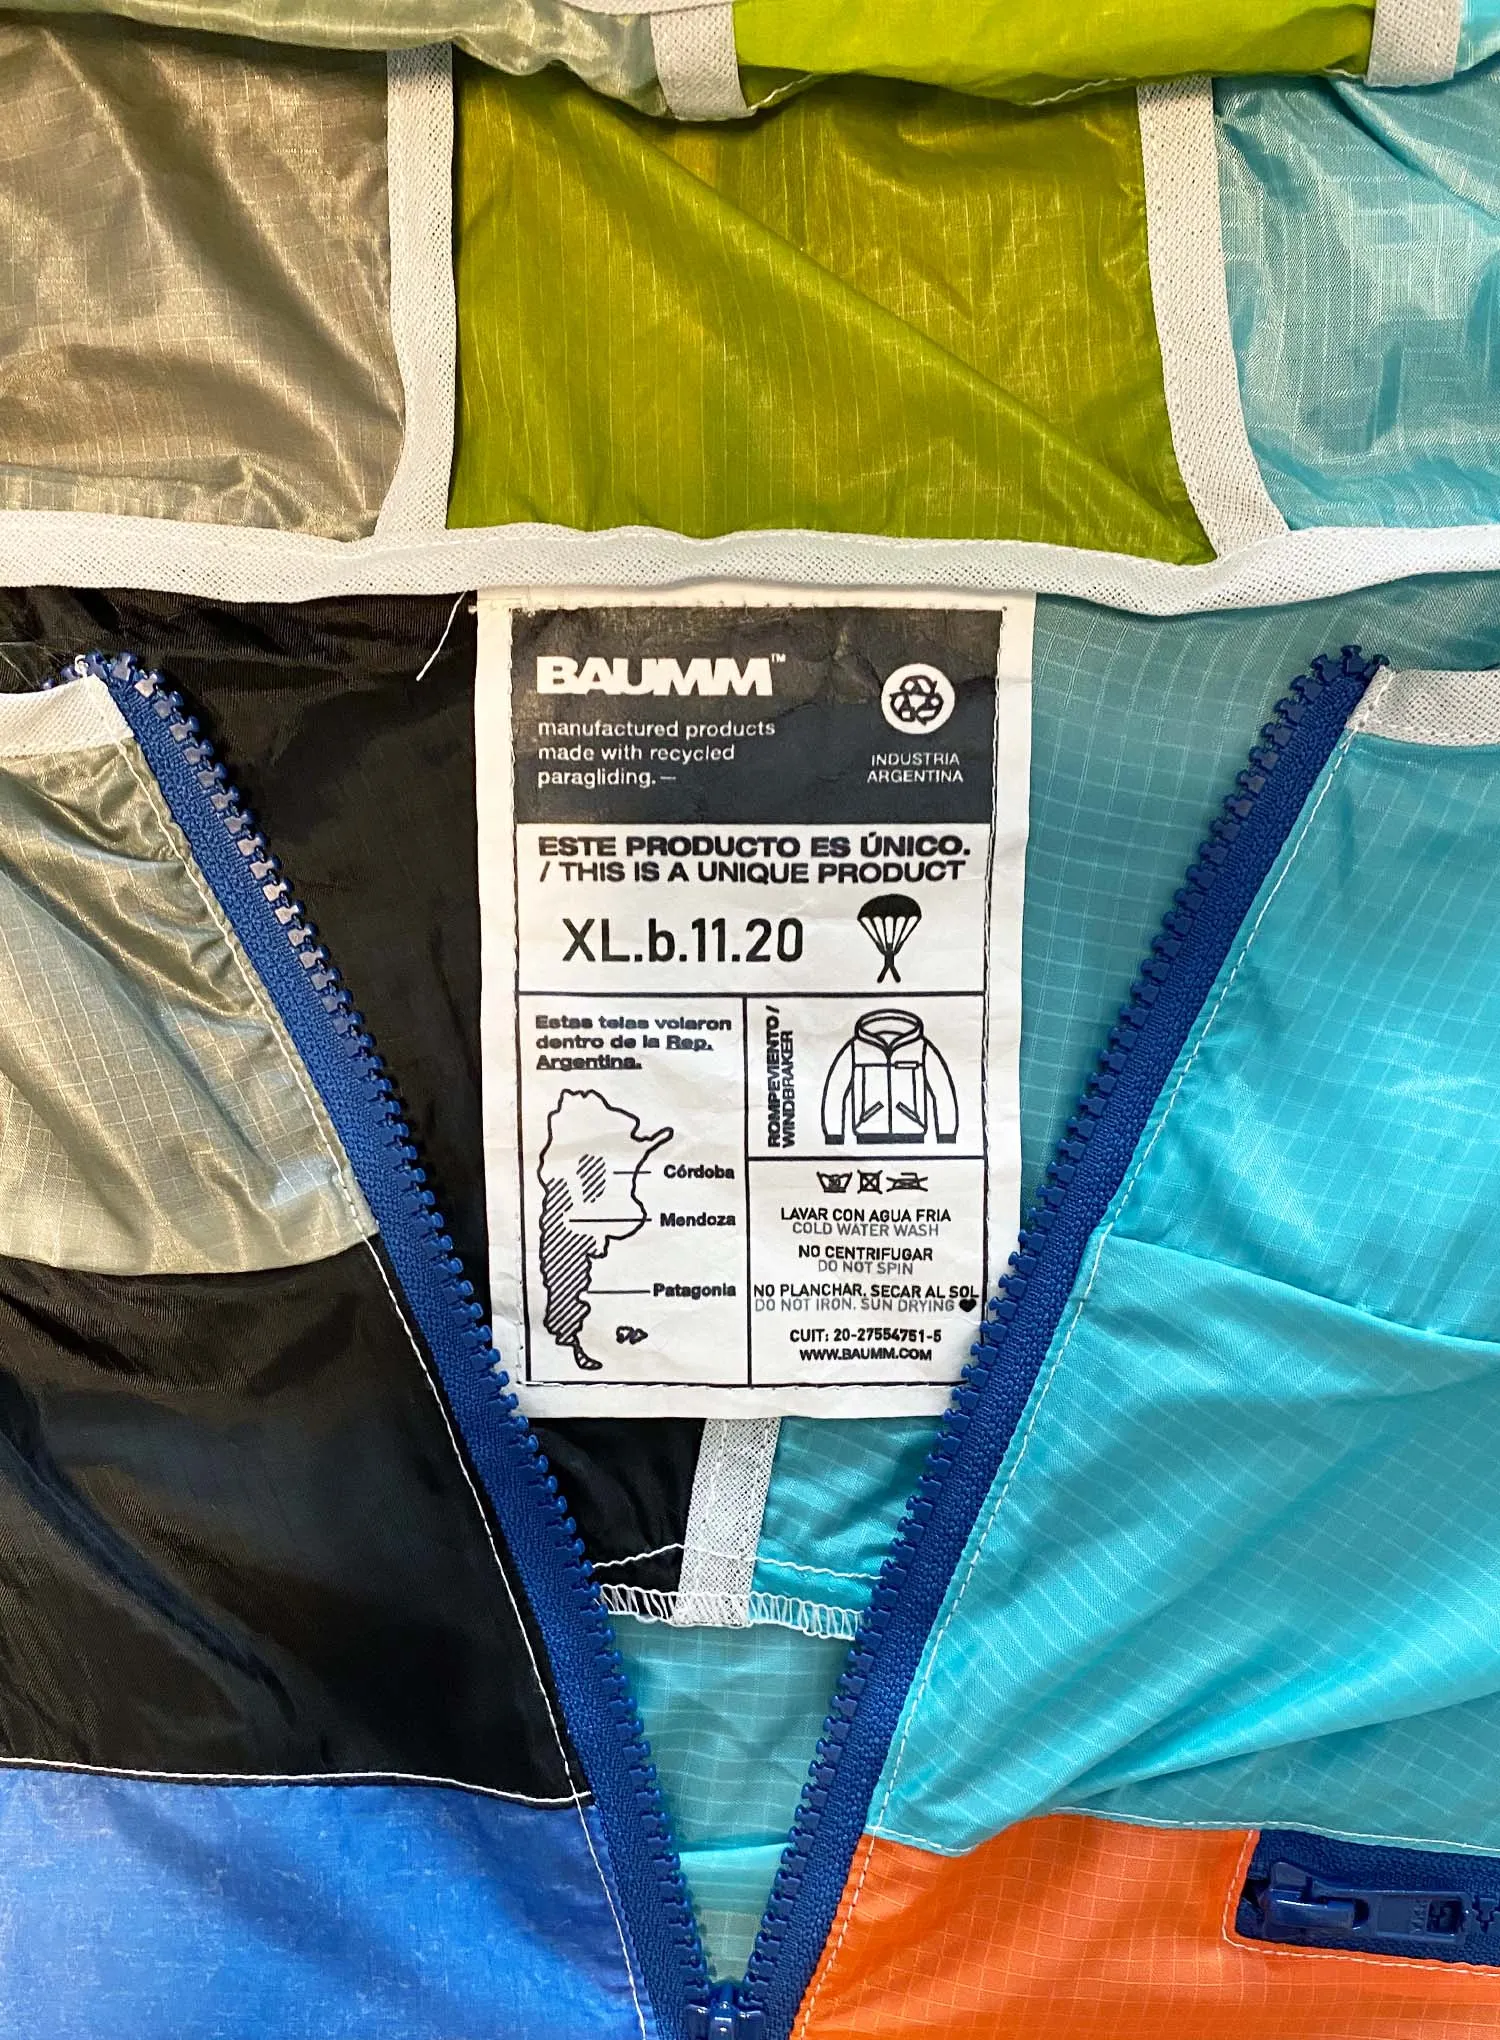 BAUMM™
manufactured products
made with recycled
paragliding.—
INDUSTRIA
ARGENTINA
ESTE PRODUCTO ES ÚNICO.
/ THIS IS A UNIQUE PRODUCT
XL.b.11.20
Estas telas volaron
dentro de la Rep.
Argentina.
Córdoba
Mendoza
Patagonia
ROMPEVIENTO /
WINDBRAKER
LAVAR CON AGUA FRIA
COLD WATER WASH
NO CENTRIFUGAR
DO NOT SPIN
NO PLANCHAR. SECAR AL SOL
DO NOT IRON. SUN DRYING
CUIT: 20-27554751-5
WWW.BAUMM.COM